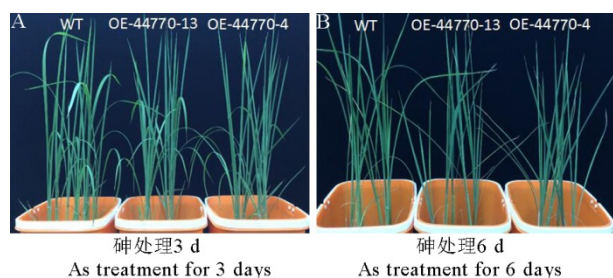 A WT OE-44770-13 OE-44770-4
B WT OE-44770-13 OE-44770-4
砷处理3 d
As treatment for 3 days
砷处理6 d
As treatment for 6 days